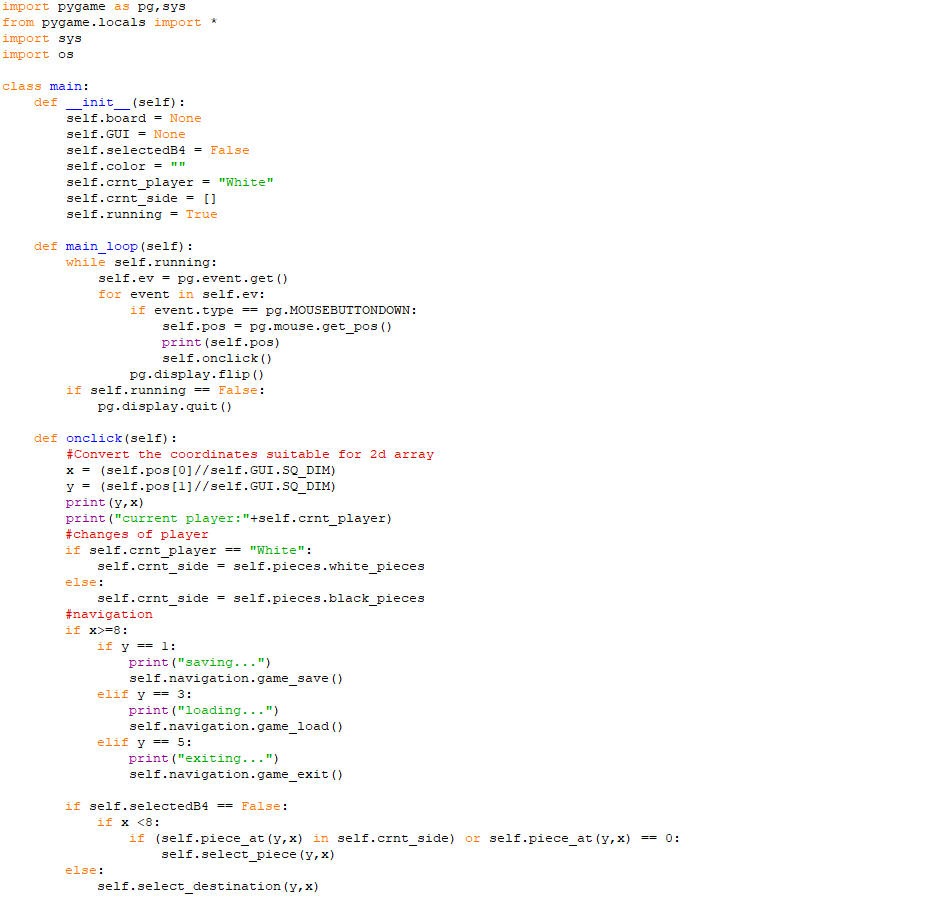 import pygame as pg,sys
from pygame.locals import *
import sys
import os

class main:
    def __init__(self):
        self.board = None
        self.GUI = None
        self.selectedB4 = False
        self.color = ""
        self.crnt_player = "White"
        self.crnt_side = []
        self.running = True

    def main_loop(self):
        while self.running:
            self.ev = pg.event.get()
            for event in self.ev:
                if event.type == pg.MOUSEBUTTONDOWN:
                    self.pos = pg.mouse.get_pos()
                    print(self.pos)
                    self.onclick()
                pg.display.flip()
        if self.running == False:
            pg.display.quit()

    def onclick(self):
        #Convert the coordinates suitable for 2d array
        x = (self.pos[0]//self.GUI.SQ_DIM)
        y = (self.pos[1]//self.GUI.SQ_DIM)
        print(y,x)
        print("current player:"+self.crnt_player)
        #changes of player
        if self.crnt_player == "White":
            self.crnt_side = self.pieces.white_pieces
        else:
            self.crnt_side = self.pieces.black_pieces
        #navigation
        if x>=8:
            if y == 1:
                print("saving...")
                self.navigation.game_save()
            elif y == 3:
                print("loading...")
                self.navigation.game_load()
            elif y == 5:
                print("exiting...")
                self.navigation.game_exit()

        if self.selectedB4 == False:
            if x <8:
                if (self.piece_at(y,x) in self.crnt_side) or self.piece_at(y,x) == 0:
                    self.select_piece(y,x)
        else:
            self.select_destination(y,x)